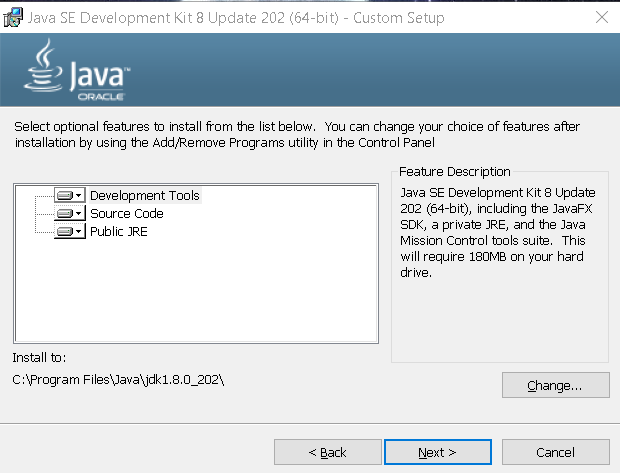 Java SE Development Kit 8 Update 202 (64-bit) - Custom Setup
Java™
ORACLE
Select optional features to install from the list below.  You can change your choice of features after
installation by using the Add/Remove Programs utility in the Control Panel
Development Tools
Source Code
Public JRE
Feature Description
Java SE Development Kit 8 Update
202 (64-bit), including the JavaFX
SDK, a private JRE, and the Java
Mission Control tools suite.  This
will require 180MB on your hard
drive.
Install to:
C:\Program Files\Java\jdk1.8.0_202\
Change...
< Back
Next >
Cancel